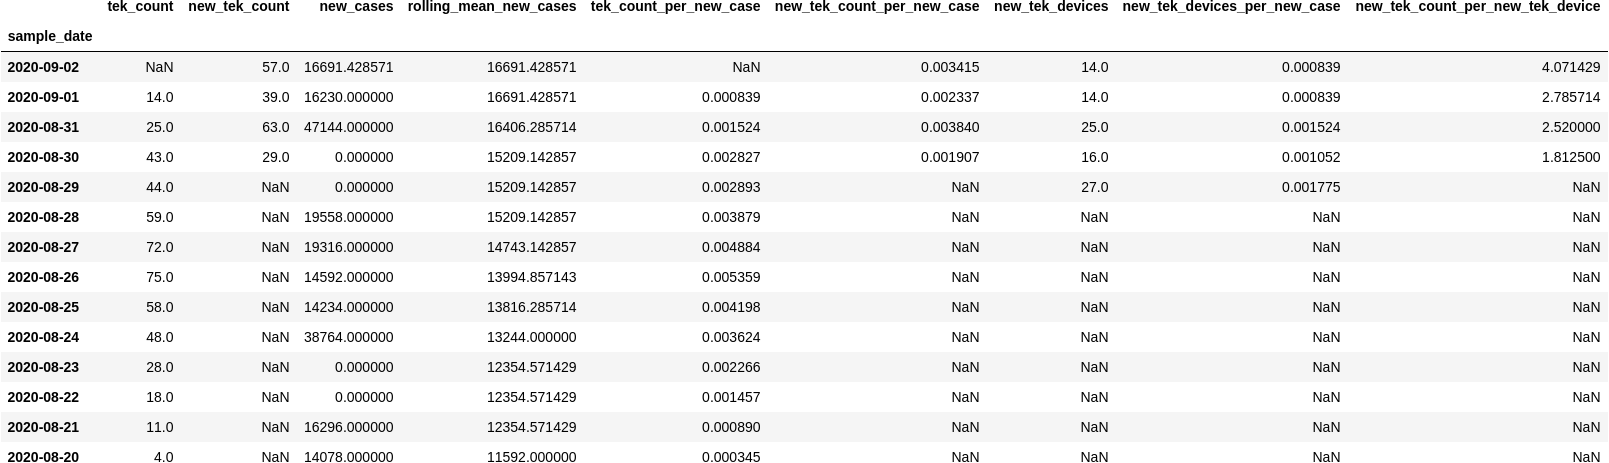 tek_count new_tek_count new_cases rolling_mean_new_cases tek_count_per_new_case new_tek_count_per_new_case new_tek_devices new_tek_devices_per_new_case new_tek_count_per_new_tek_device
sample_date
2020-09-02 NaN 57.0 16691.428571 16691.428571 NaN 0.003415 14.0 0.000839 4.071429
2020-09-01 14.0 39.0 16230.000000 16691.428571 0.000839 0.002337 14.0 0.000839 2.785714
2020-08-31 25.0 63.0 47144.000000 16406.285714 0.001524 0.003840 25.0 0.001524 2.520000
2020-08-30 43.0 29.0 0.000000 15209.142857 0.002827 0.001907 16.0 0.001052 1.812500
2020-08-29 44.0 NaN 0.000000 15209.142857 0.002893 NaN 27.0 0.001775 NaN
2020-08-28 59.0 NaN 19558.000000 15209.142857 0.003879 NaN NaN NaN NaN
2020-08-27 72.0 NaN 19316.000000 14743.142857 0.004884 NaN NaN NaN NaN
2020-08-26 75.0 NaN 14592.000000 13994.857143 0.005359 NaN NaN NaN NaN
2020-08-25 58.0 NaN 14234.000000 13816.285714 0.004198 NaN NaN NaN NaN
2020-08-24 48.0 NaN 38764.000000 13244.000000 0.003624 NaN NaN NaN NaN
2020-08-23 28.0 NaN 0.000000 12354.571429 0.002266 NaN NaN NaN NaN
2020-08-22 18.0 NaN 0.000000 12354.571429 0.001457 NaN NaN NaN NaN
2020-08-21 11.0 NaN 16296.000000 12354.571429 0.000890 NaN NaN NaN NaN
2020-08-20 4.0 NaN 14078.000000 11592.000000 0.000345 NaN NaN NaN NaN